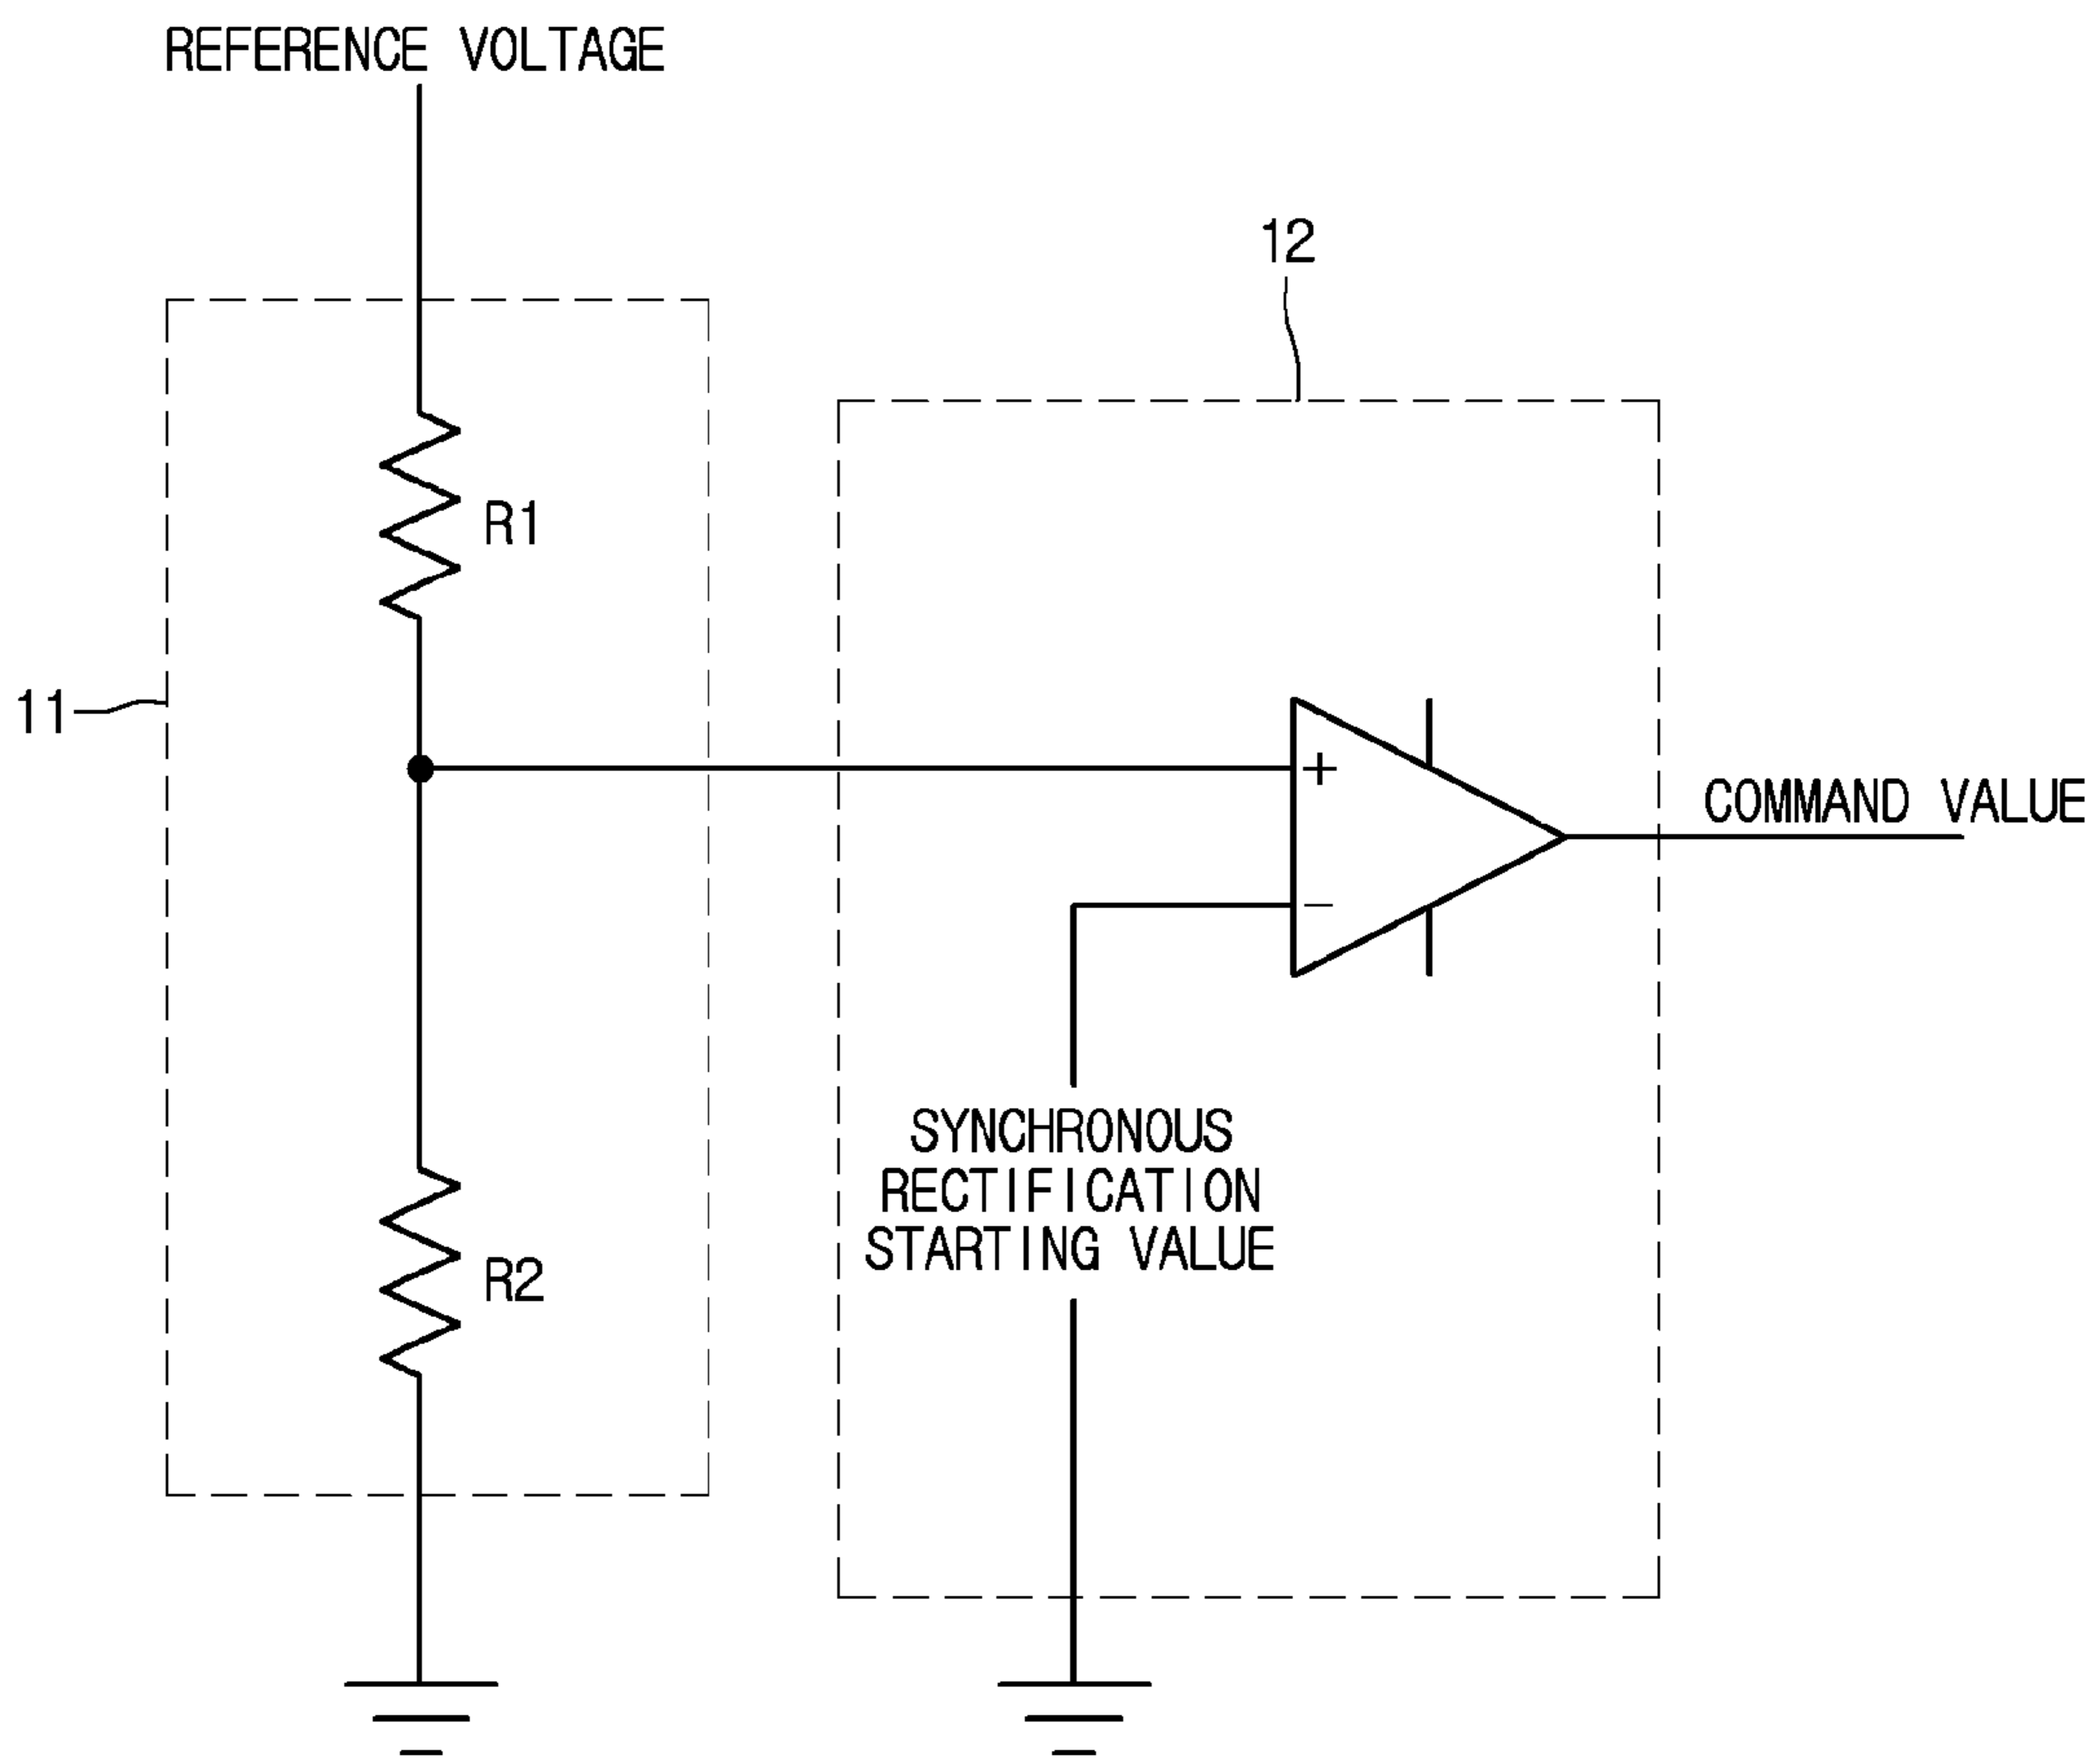 REFERENCE VOLTAGE
12
R1
11
+
COMMAND VALUE
−
SYNCHRONOUS
RECTIFICATION
STARTING VALUE
R2